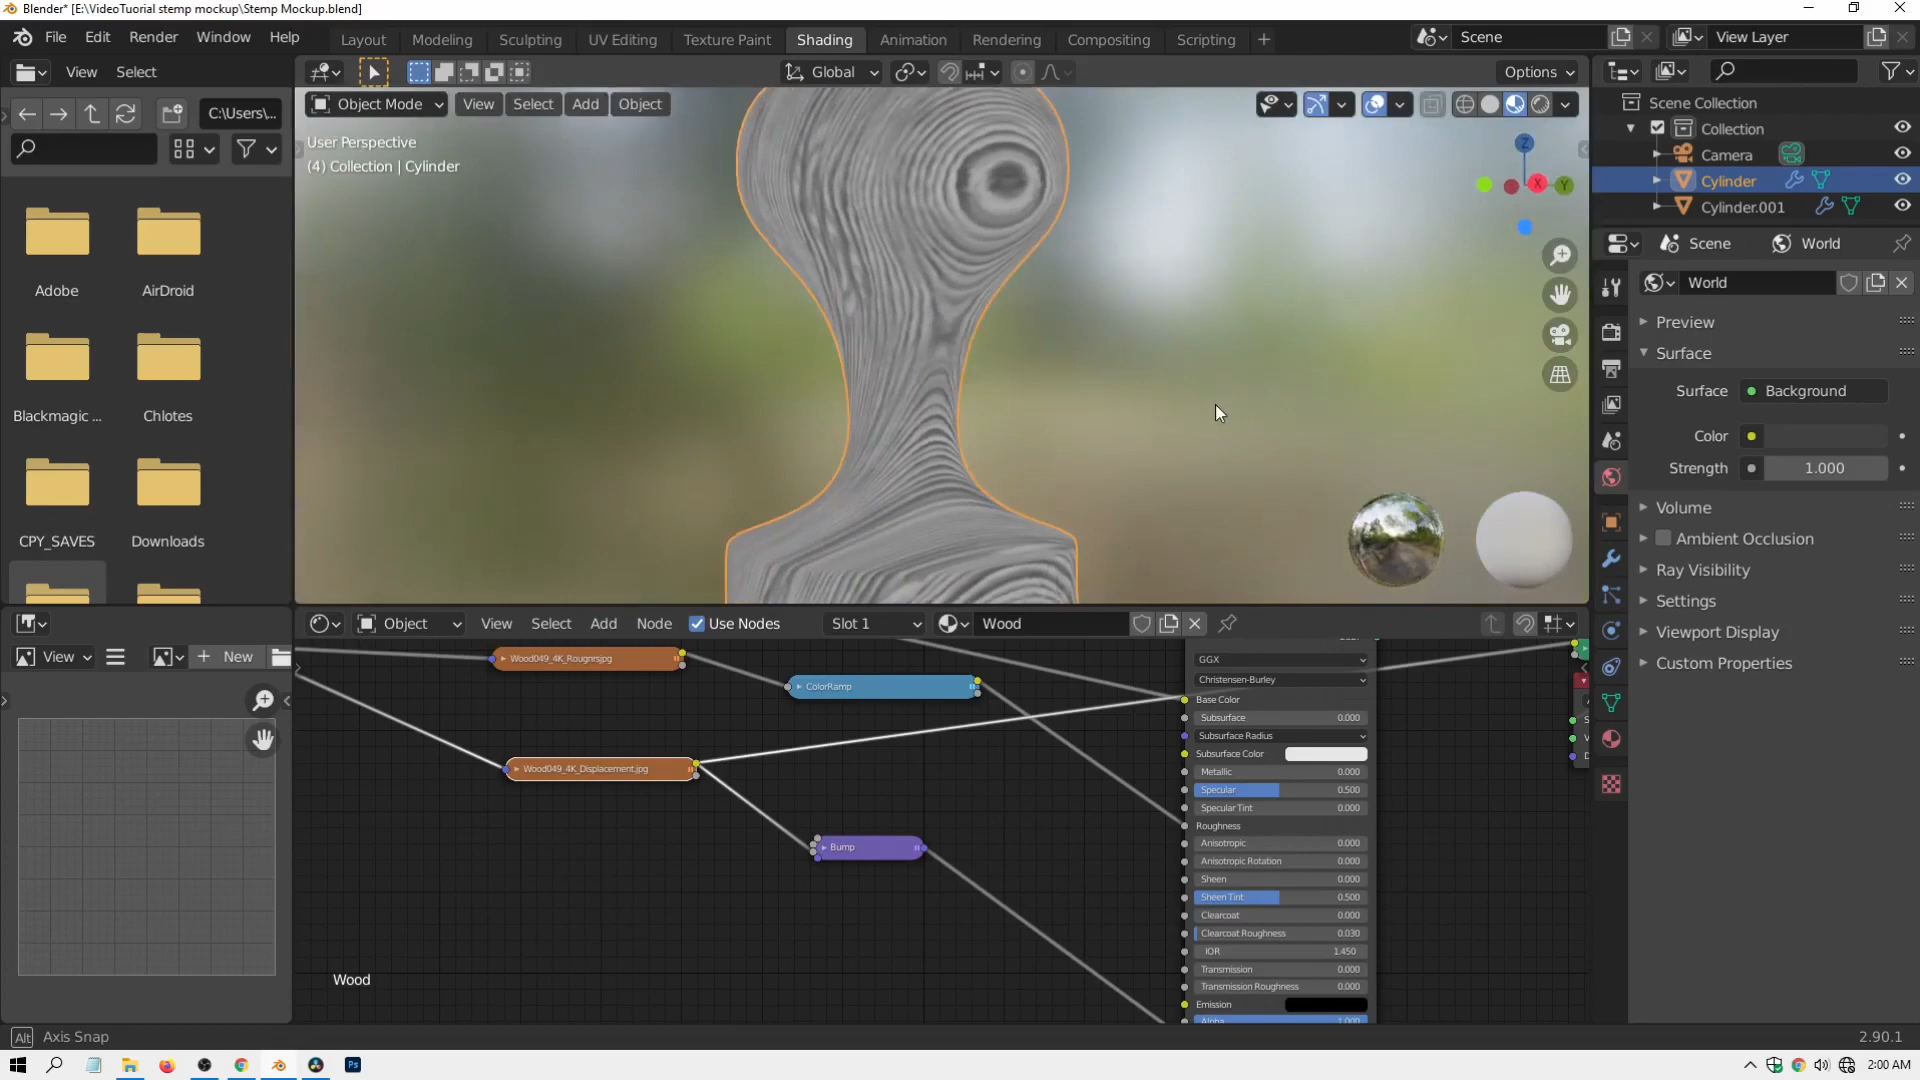 Blender* [E:\VideoTuorial stemp mockup\Stemp Mockup.blend]
File Edit Render Window Help
Layout Modeling Sculpting UV Editing Texture Paint Shading Animation Rendering Compositing Scripting
Scene
View Layer
View Select
Global
Options
C:\Users\...
Object Mode View Select Add Object
User Perspective
(4) Collection | Cylinder
Z
X
Y
Scene Collection
Collection
Camera
Cylinder
Cylinder.001
Scene World
World
Preview
Surface
Surface Background
Color
Strength 1.000
Volume
Ambient Occlusion
Ray Visibility
Settings
Viewport Display
Custom Properties
Adobe
AirDroid
Blackmagic ...
Chlotes
CPY_SAVES
Downloads
View
New
Object View Select Add Node Use Nodes Slot 1 Wood
Wood049_4K_Rougnrsjpg
ColorRamp
Wood049_4K_Displacement.jpg
Bump
GGX
Christensen-Burley
Base Color
Subsurface 0.000
Subsurface Radius
Subsurface Color
Metallic 0.000
Specular 0.500
Specular Tint 0.000
Roughness
Anisotropic 0.000
Anisotropic Rotation 0.000
Sheen 0.000
Sheen Tint 0.500
Clearcoat 0.000
Clearcoat Roughness 0.030
IOR 1.450
Transmission 0.000
Transmission Roughness 0.000
Emission
Alpha 1.000
Wood
Alt Axis Snap
2.90.1
Ps
2:00 AM